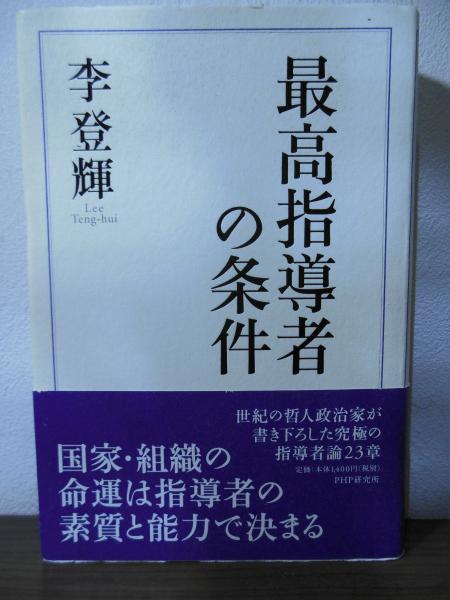 最高指導者
の条件
李登輝
Lee
Teng-hui
世紀の哲人政治家が
書き下ろした究極の
指導者論23章
定価:本体1,400円(税別)
PHP研究所
国家・組織の
命運は指導者の
素質と能力で決まる